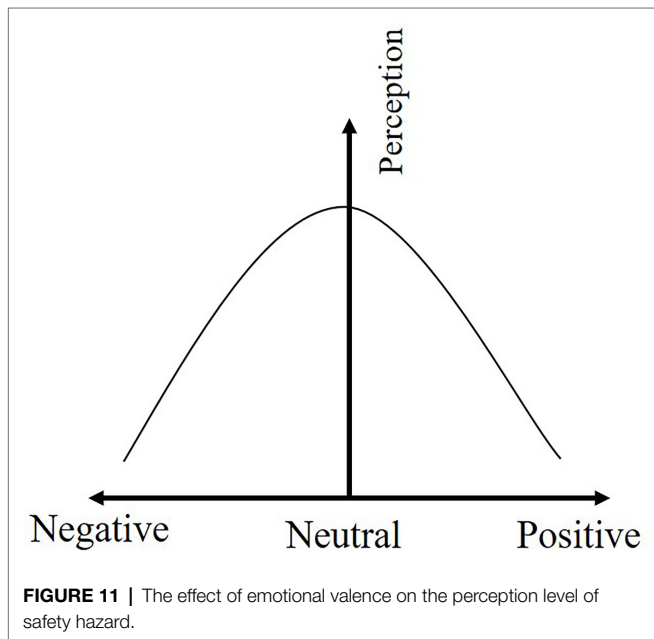 Perception
Negative
Neutral
Positive
FIGURE 11 | The effect of emotional valence on the perception level of
safety hazard.